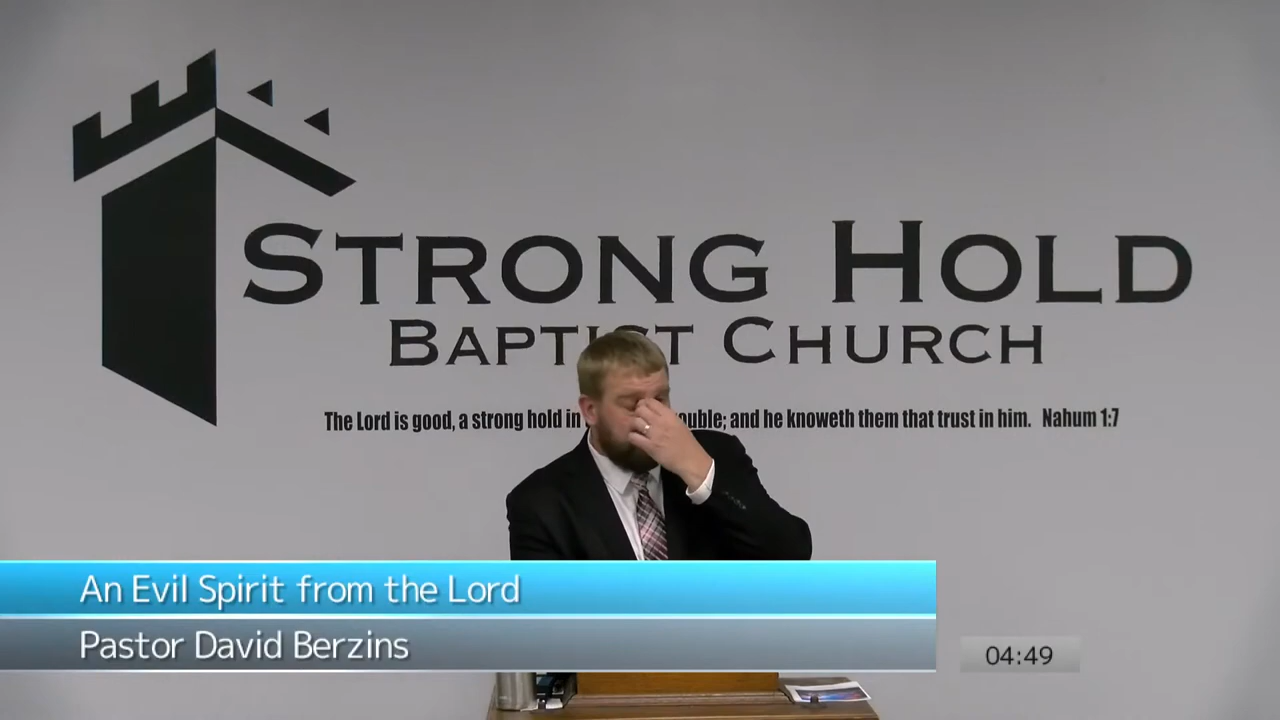 STRONG HOLD
BAPTIST CHURCH
The Lord is good, a strong hold in ouble; and he knoweth them that trust in him. Nahum 1:7
An Evil Spirit from the Lord
Pastor David Berzins
04:49